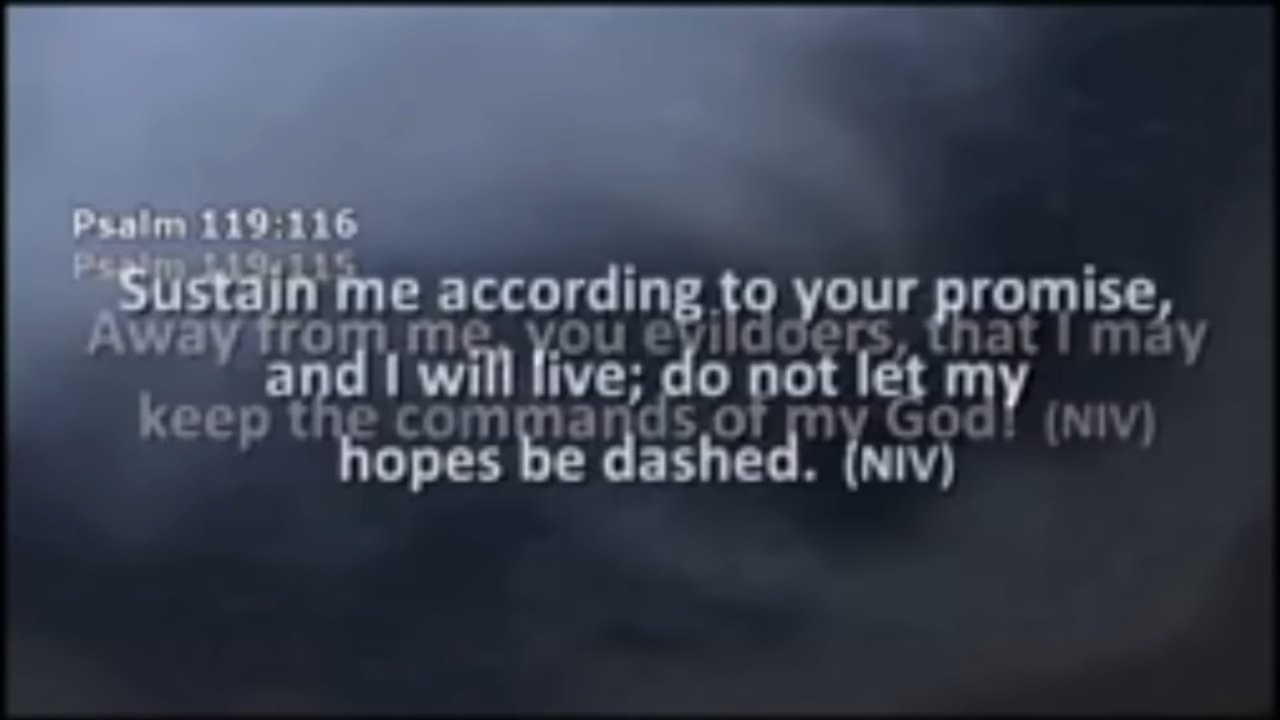 Psalm 119:116
Psalm 119:115
Sustain me according to your promise,
Away from me, you evildoers, that I may
and I will live; do not let my
keep the commands of my God! (NIV)
hopes be dashed. (NIV)